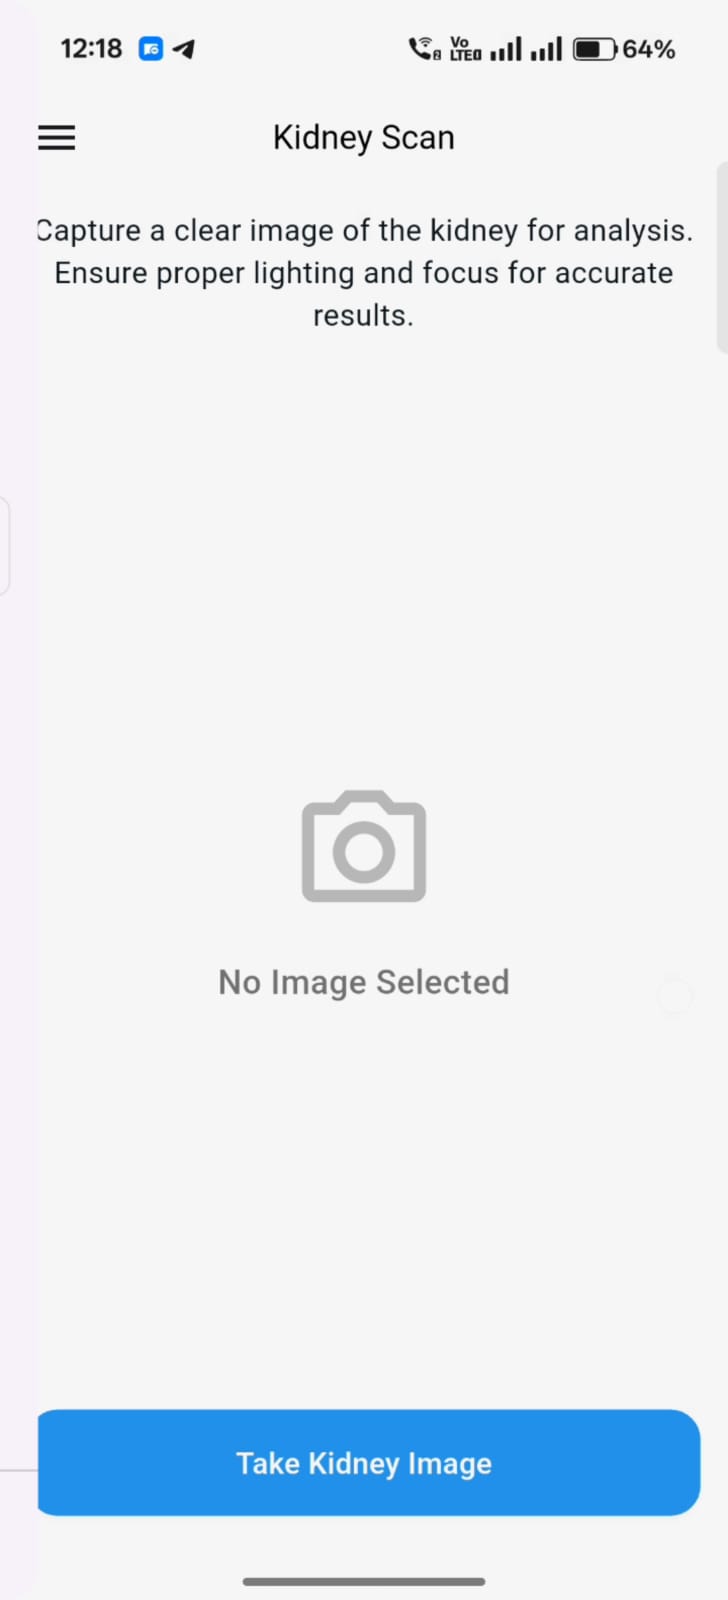 12:18
Vo
LTE
64%
Kidney Scan
Capture a clear image of the kidney for analysis.
Ensure proper lighting and focus for accurate
results.
No Image Selected
Take Kidney Image